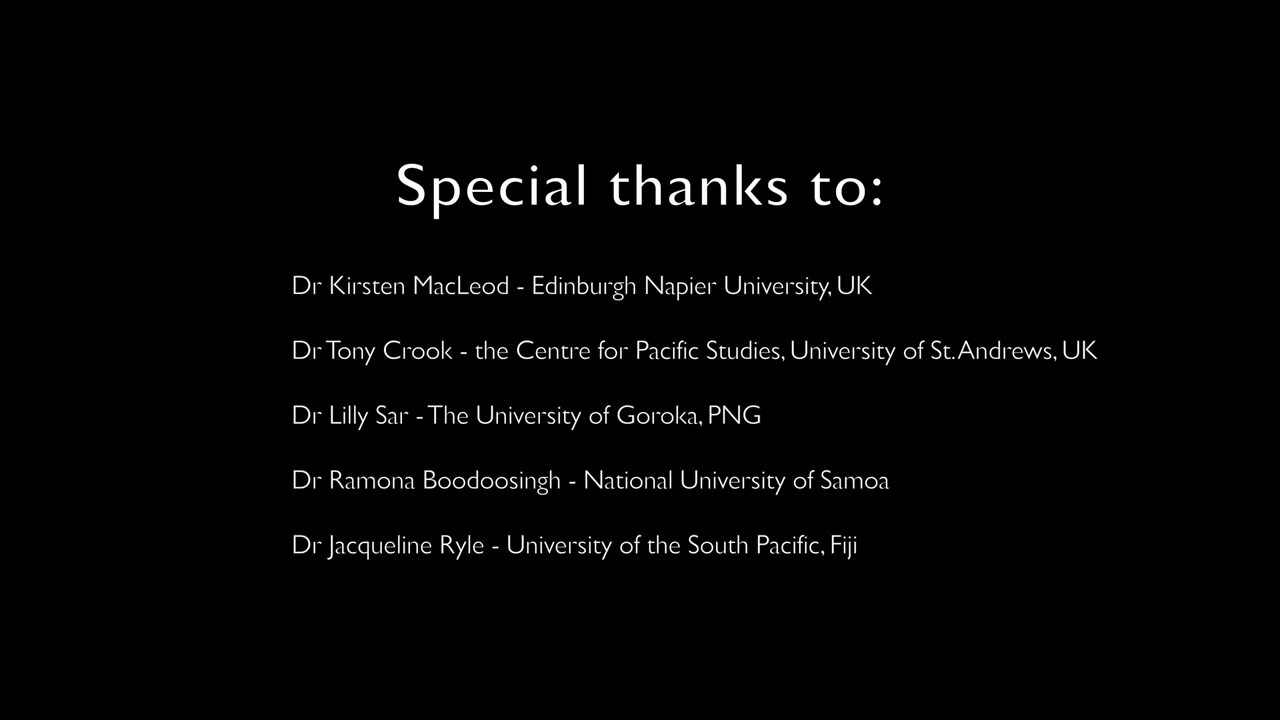 Special thanks to:
Dr Kirsten MacLeod - Edinburgh Napier University, UK
Dr Tony Crook - the Centre for Pacific Studies, University of St. Andrews, UK
Dr Lilly Sar - The University of Goroka, PNG
Dr Ramona Boodoosingh - National University of Samoa
Dr Jacqueline Ryle - University of the South Pacific, Fiji